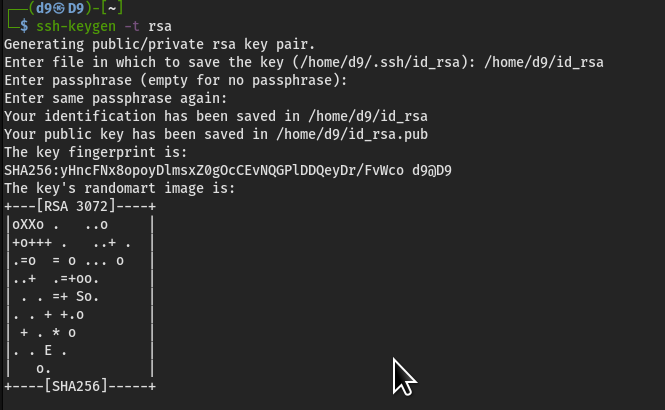 ┌──(d9㉿D9)-[~]
└─$ ssh-keygen -t rsa
Generating public/private rsa key pair.
Enter file in which to save the key (/home/d9/.ssh/id_rsa): /home/d9/id_rsa
Enter passphrase (empty for no passphrase):
Enter same passphrase again:
Your identification has been saved in /home/d9/id_rsa
Your public key has been saved in /home/d9/id_rsa.pub
The key fingerprint is:
SHA256:yHncFNx8opoyDlmsxZ0gOcCEvNQGPlDDQeyDr/FvWco d9@D9
The key's randomart image is:
+---[RSA 3072]----+
|oXXo .   ..o     |
|+o+++ .   ..+ .  |
|.=o  = o ... o   |
|..+  .=+oo.      |
| . . =+ So.      |
|. . + +.o        |
| + . * o         |
|. . E .          |
|   o.            |
+----[SHA256]-----+